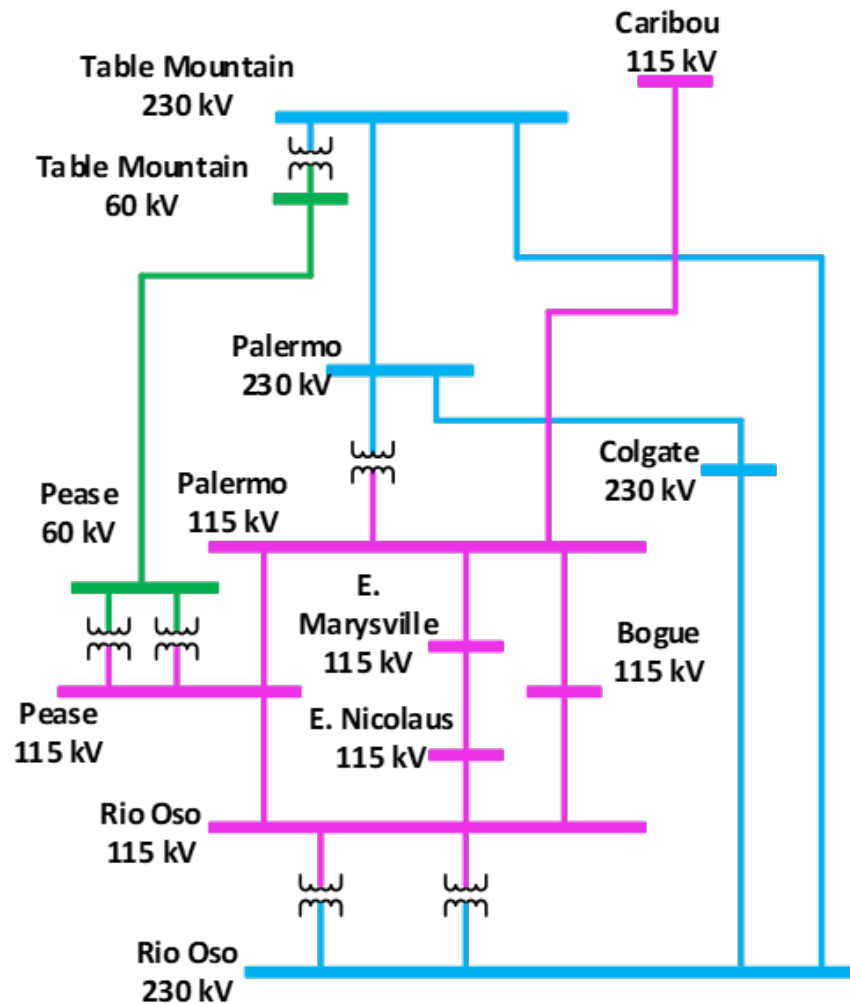 Caribou
115 kV
Table Mountain
230 kV
Table Mountain
60 kV
Palermo
230 kV
Colgate
230 kV
Palermo
115 kV
Pease
60 kV
E.
Marysville
115 kV
Bogue
115 kV
Pease
115 kV
E. Nicolaus
115 kV
Rio Oso
115 kV
Rio Oso
230 kV